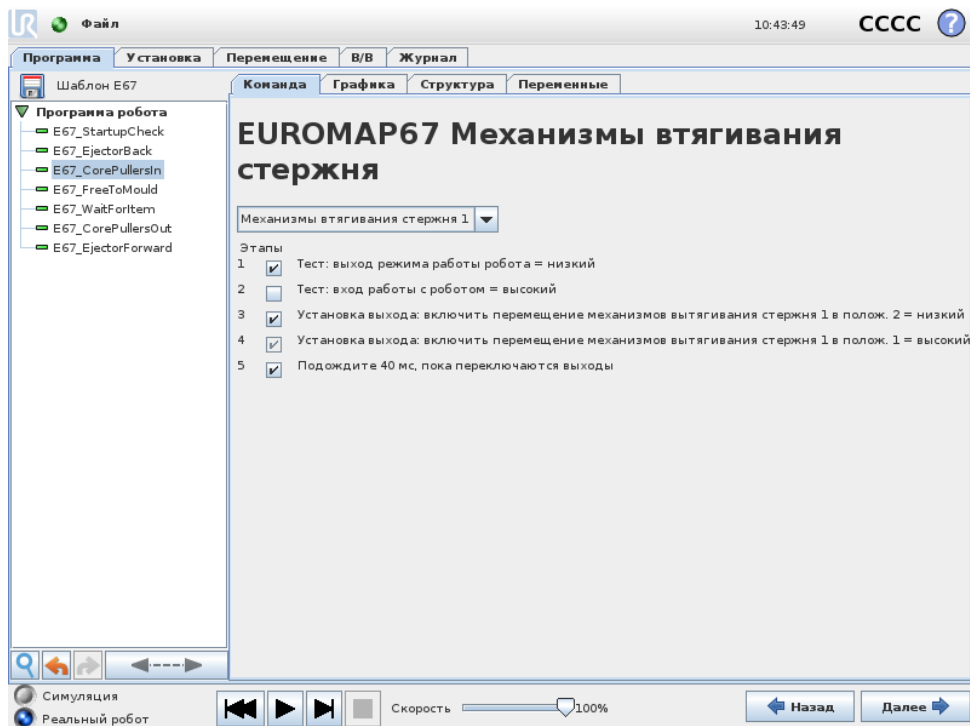 UR Файл 10:43:49 CCCC ?
Программа Установка Перемещение В/В Журнал
Шаблон E67
Команда Графика Структура Переменные
Программа робота
E67_StartupCheck
E67_EjectorBack
E67_CorePullersIn
E67_FreeToMould
E67_WaitForItem
E67_CorePullersOut
E67_EjectorForward
EUROMAP67 Механизмы втягивания
стержня
Механизмы втягивания стержня 1
Этапы
1 Тест: выход режима работы робота = низкий
2 Тест: вход работы с роботом = высокий
3 Установка выхода: включить перемещение механизмов вытягивания стержня 1 в полож. 2 = низкий
4 Установка выхода: включить перемещение механизмов вытягивания стержня 1 в полож. 1 = высокий
5 Подождите 40 мс, пока переключаются выходы
Симуляция
Реальный робот
Скорость 100%
Назад Далее